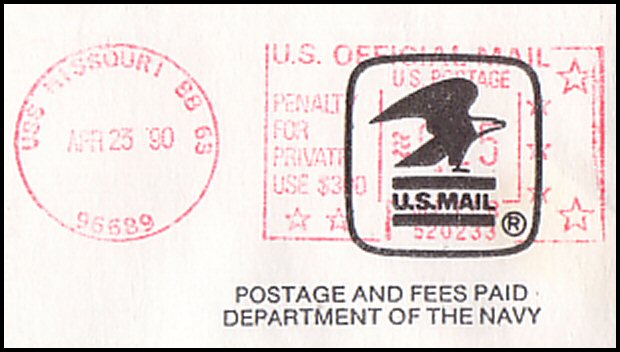 USS MISSOURI BB 63
APR 23 '90
96689
U.S. OFFICIAL MAIL
U.S. POSTAGE
PENALTY
FOR
PRIVATE
USE $300
U.S.MAIL
®
520233
POSTAGE AND FEES PAID
DEPARTMENT OF THE NAVY